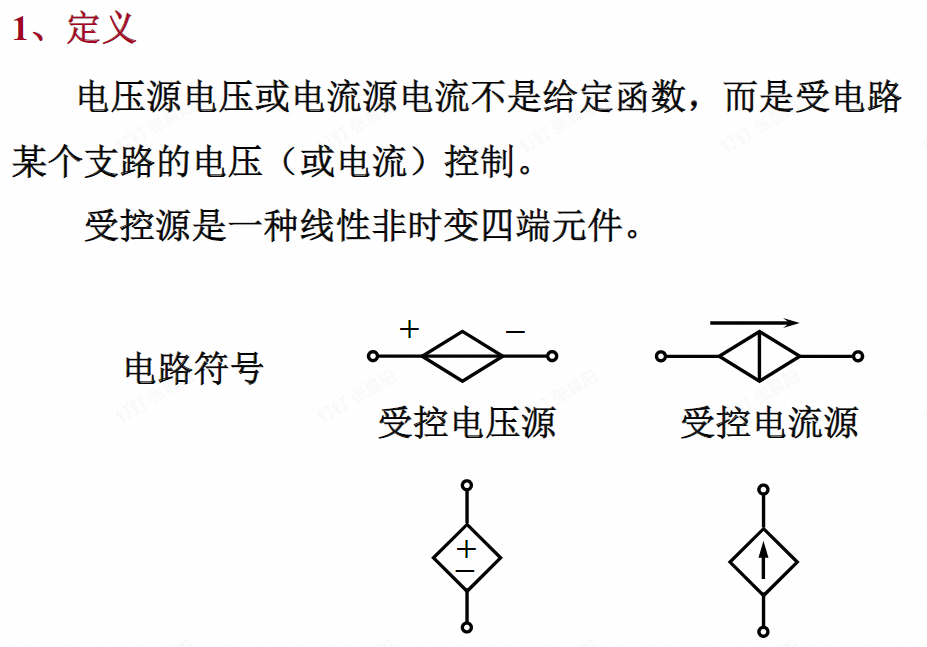 1、定义
电压源电压或电流源电流不是给定函数，而是受电路
某个支路的电压（或电流）控制。
受控源是一种线性非时变四端元件。
+ −
电路符号
受控电压源 受控电流源
+
−